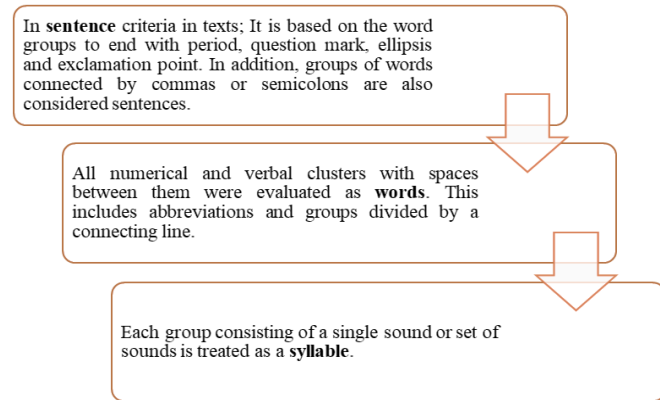 In sentence criteria in texts; It is based on the word
groups to end with period, question mark, ellipsis
and exclamation point. In addition, groups of words
connected by commas or semicolons are also
considered sentences.
All numerical and verbal clusters with spaces
between them were evaluated as words. This
includes abbreviations and groups divided by a
connecting line.
Each group consisting of a single sound or set of
sounds is treated as a syllable.